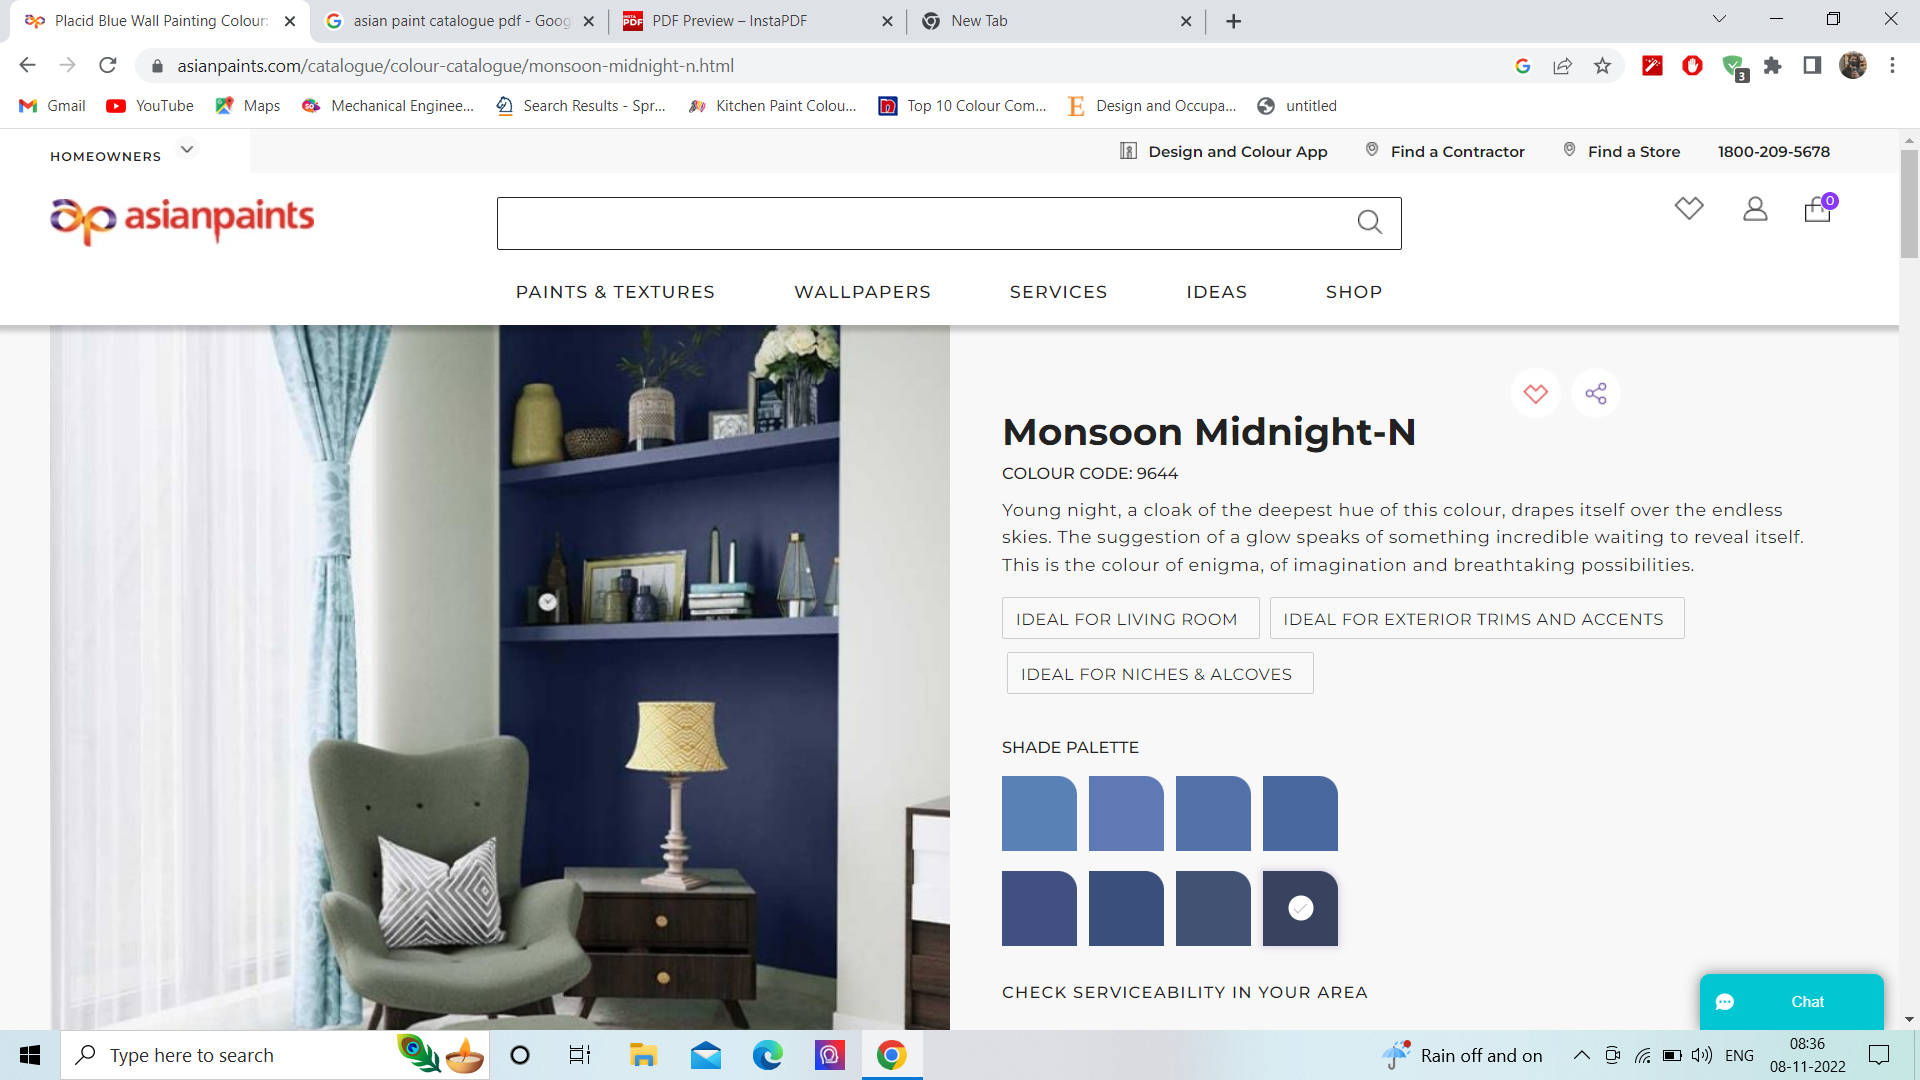 Placid Blue Wall Painting Colour:
asian paint catalogue pdf - Goog
PDF Preview – InstaPDF
New Tab
asianpaints.com/catalogue/colour-catalogue/monsoon-midnight-n.html
3
Gmail
YouTube
Maps
Mechanical Enginee...
Search Results - Spr...
Kitchen Paint Colou...
Top 10 Colour Com...
Design and Occupa...
untitled
HOMEOWNERS
Design and Colour App
Find a Contractor
Find a Store
1800-209-5678
ap asianpaints
0
PAINTS & TEXTURES
WALLPAPERS
SERVICES
IDEAS
SHOP
Monsoon Midnight-N
COLOUR CODE: 9644
Young night, a cloak of the deepest hue of this colour, drapes itself over the endless
skies. The suggestion of a glow speaks of something incredible waiting to reveal itself.
This is the colour of enigma, of imagination and breathtaking possibilities.
IDEAL FOR LIVING ROOM
IDEAL FOR EXTERIOR TRIMS AND ACCENTS
IDEAL FOR NICHES & ALCOVES
SHADE PALETTE
CHECK SERVICEABILITY IN YOUR AREA
Chat
Type here to search
Rain off and on
ENG
08:36
08-11-2022